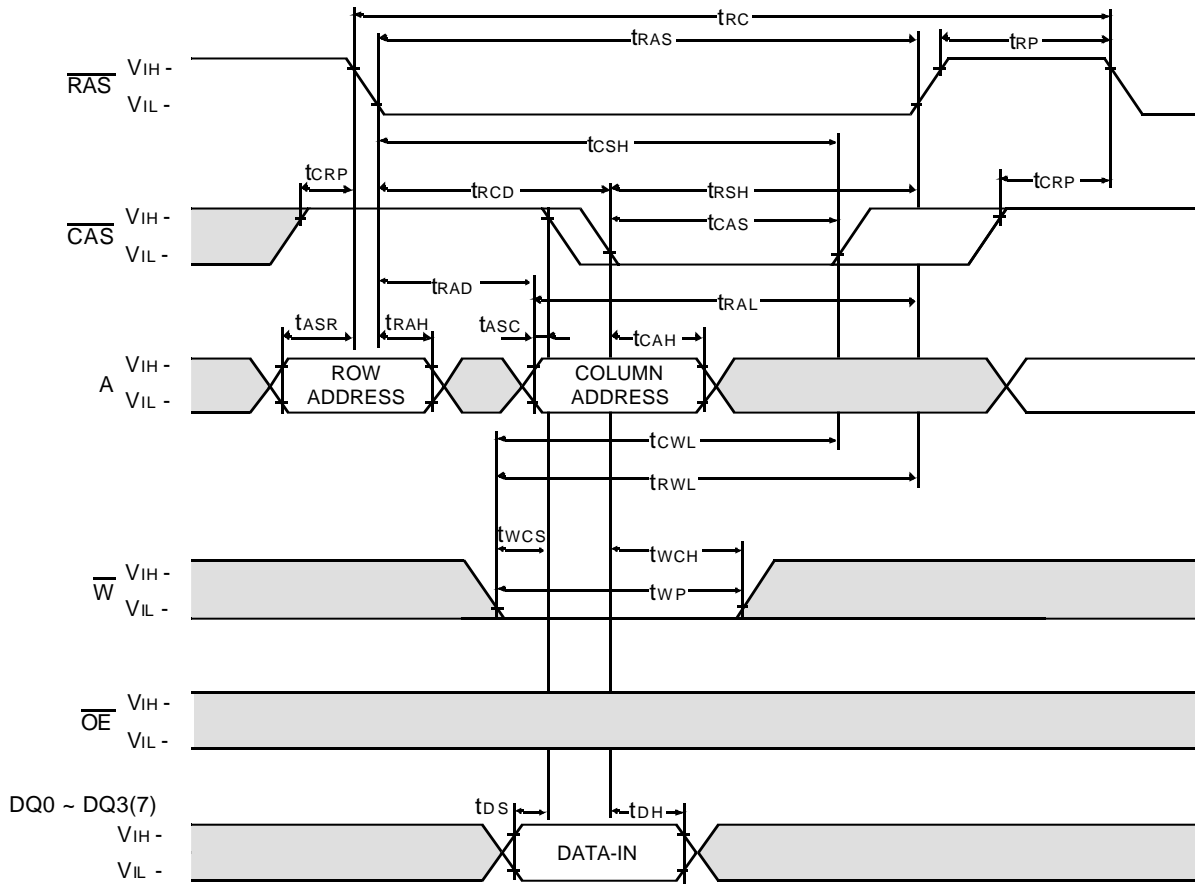 tRC
tRAS
tRP
RAS
VIH -
VIL -
tCSH
tCRP
tRCD
tRSH
tCRP
CAS
VIH -
VIL -
tCAS
tRAD
tRAL
tASR
tRAH
tASC
tCAH
A
VIH -
VIL -
ROW
ADDRESS
COLUMN
ADDRESS
tCWL
tRWL
tWCS
tWCH
W
VIH -
VIL -
tWP
OE
VIH -
VIL -
DQ0 ~ DQ3(7)
tDS
tDH
VIH -
VIL -
DATA-IN